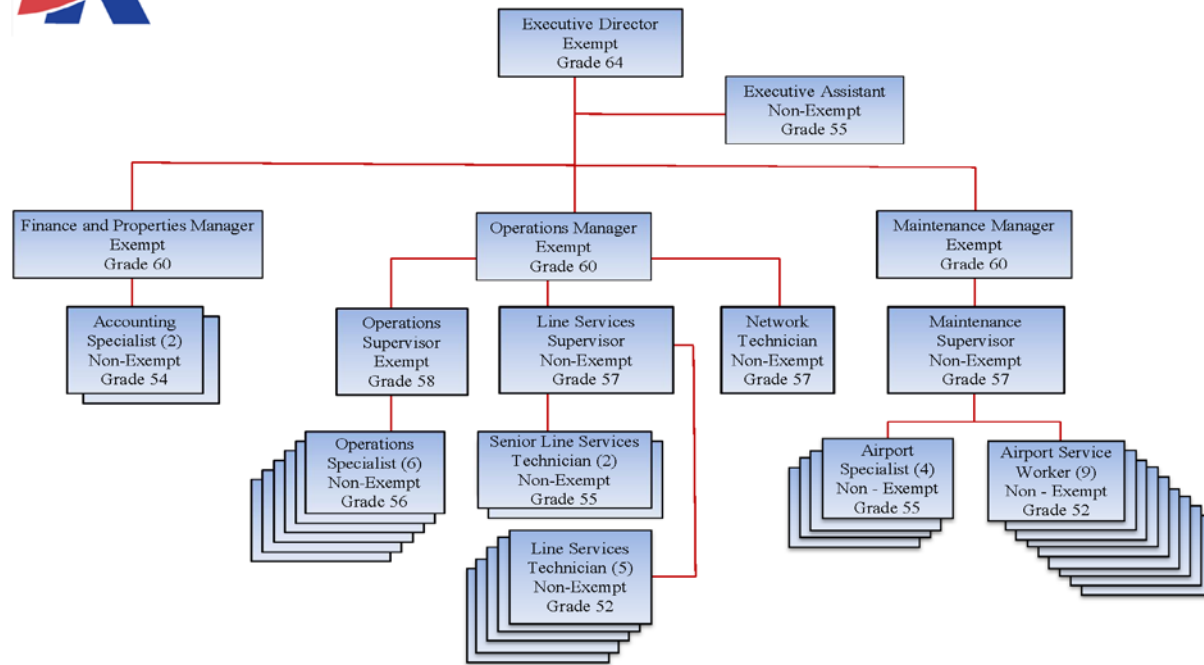 Executive Director
Exempt
Grade 64
Executive Assistant
Non-Exempt
Grade 55
Finance and Properties Manager
Exempt
Grade 60
Operations Manager
Exempt
Grade 60
Maintenance Manager
Exempt
Grade 60
Accounting
Specialist (2)
Non-Exempt
Grade 54
Operations
Supervisor
Exempt
Grade 58
Line Services
Supervisor
Non-Exempt
Grade 57
Network
Technician
Non-Exempt
Grade 57
Maintenance
Supervisor
Non-Exempt
Grade 57
Operations
Specialist (6)
Non-Exempt
Grade 56
Senior Line Services
Technician (2)
Non-Exempt
Grade 55
Airport
Specialist (4)
Non - Exempt
Grade 55
Airport Service
Worker (9)
Non - Exempt
Grade 52
Line Services
Technician (5)
Non-Exempt
Grade 52